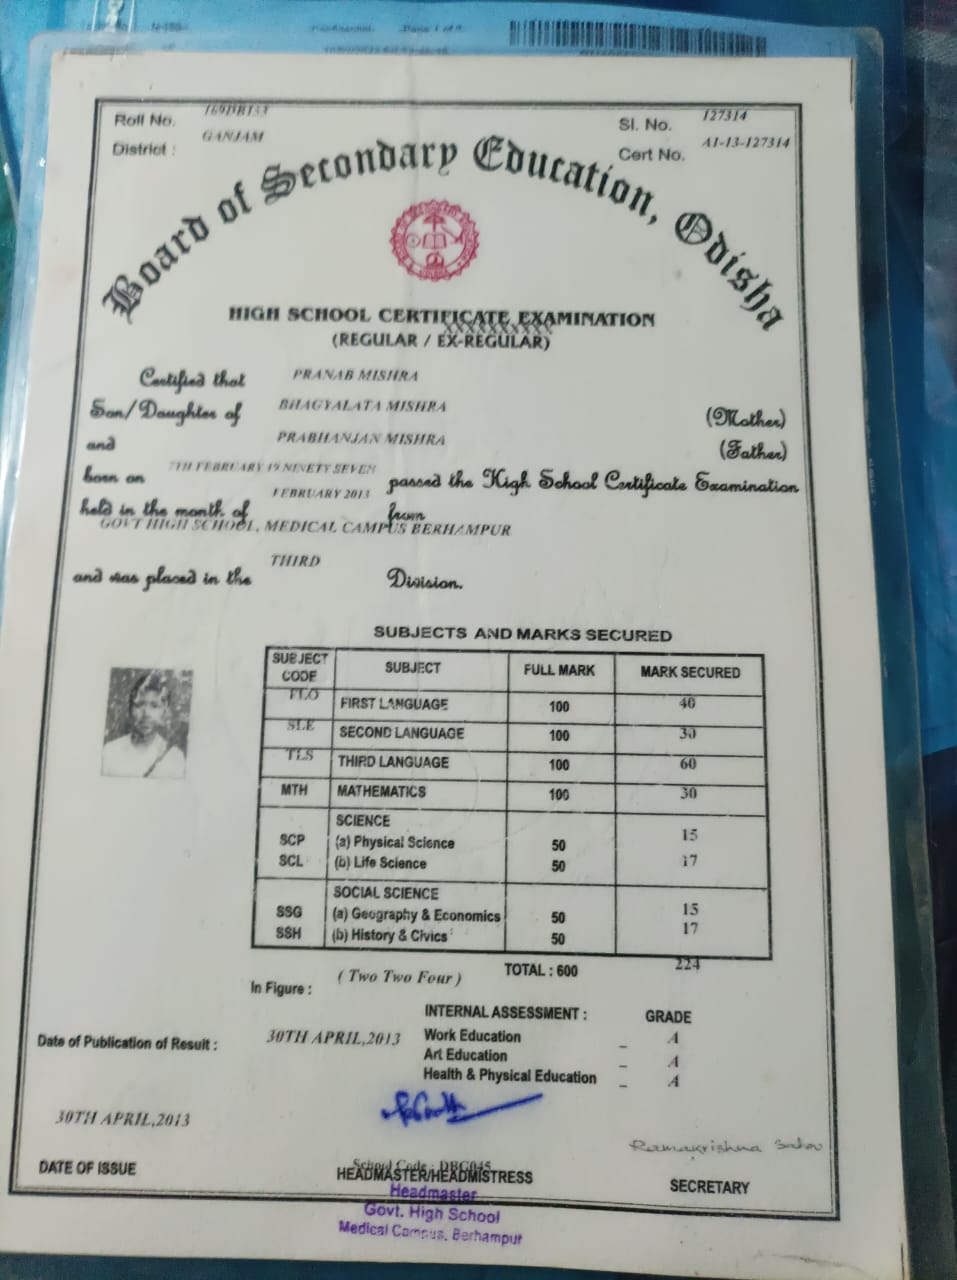 Page 1 of
Roll No. 169DB153
Sl. No. 127314
District : GANJAM
Cert No. A1-13-127314
Board of Secondary Education, Odisha
HIGH SCHOOL CERTIFICATE EXAMINATION
(REGULAR / EX-REGULAR)
Certified that PRANAB MISHRA
Son/Daughter of BHAGYALATA MISHRA (Mother)
and PRABHANJAN MISHRA (Father)
born on 7TH FEBRUARY 19 NINETY SEVEN passed the High School Certificate Examination
held in the month of FEBRUARY 2013 from
GOVT HIGH SCHOOL, MEDICAL CAMPUS BERHAMPUR
and was placed in the THIRD Division.
SUBJECTS AND MARKS SECURED
SUBJECT CODE SUBJECT FULL MARK MARK SECURED
FLO FIRST LANGUAGE 100 40
SLE SECOND LANGUAGE 100 30
TLS THIRD LANGUAGE 100 60
MTH MATHEMATICS 100 30
SCIENCE
SCP (a) Physical Science 50 15
SCL (b) Life Science 50 17
SOCIAL SCIENCE
SSG (a) Geography & Economics 50 15
SSH (b) History & Civics 50 17
TOTAL : 600 224
In Figure : ( Two Two Four )
INTERNAL ASSESSMENT : GRADE
Work Education _ A
Art Education _ A
Health & Physical Education _ A
Date of Publication of Result : 30TH APRIL,2013
30TH APRIL,2013
DATE OF ISSUE
School Code : DBG045
HEADMASTER/HEADMISTRESS
Headmaster
Govt. High School
Medical Campus, Berhampur
Ramakrishna
SECRETARY